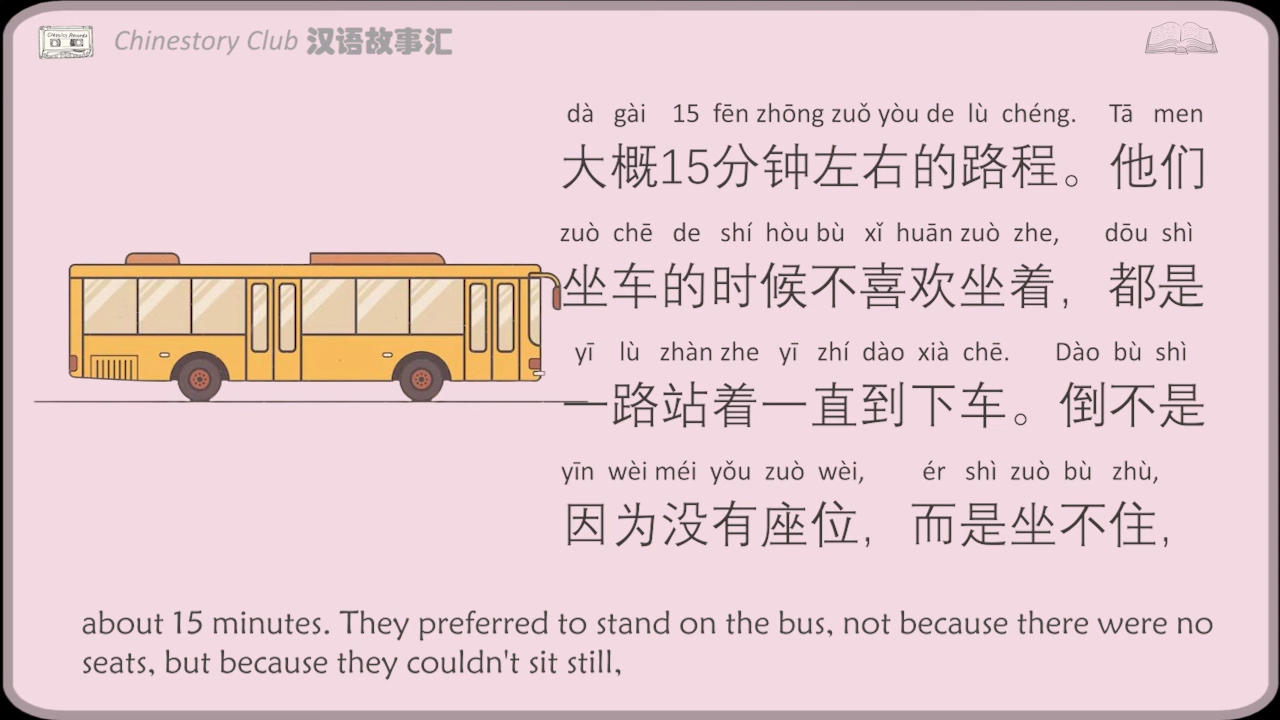 Chinestory Club 汉语故事汇
dà gài 15 fēn zhōng zuǒ yòu de lù chéng. Tā men
大概15分钟左右的路程。他们
zuò chē de shí hòu bù xǐ huān zuò zhe, dōu shì
坐车的时候不喜欢坐着，都是
yī lù zhàn zhe yī zhí dào xià chē. Dào bù shì
一路站着一直到下车。倒不是
yīn wèi méi yǒu zuò wèi, ér shì zuò bù zhù,
因为没有座位，而是坐不住，
about 15 minutes. They preferred to stand on the bus, not because there were no
seats, but because they couldn't sit still,